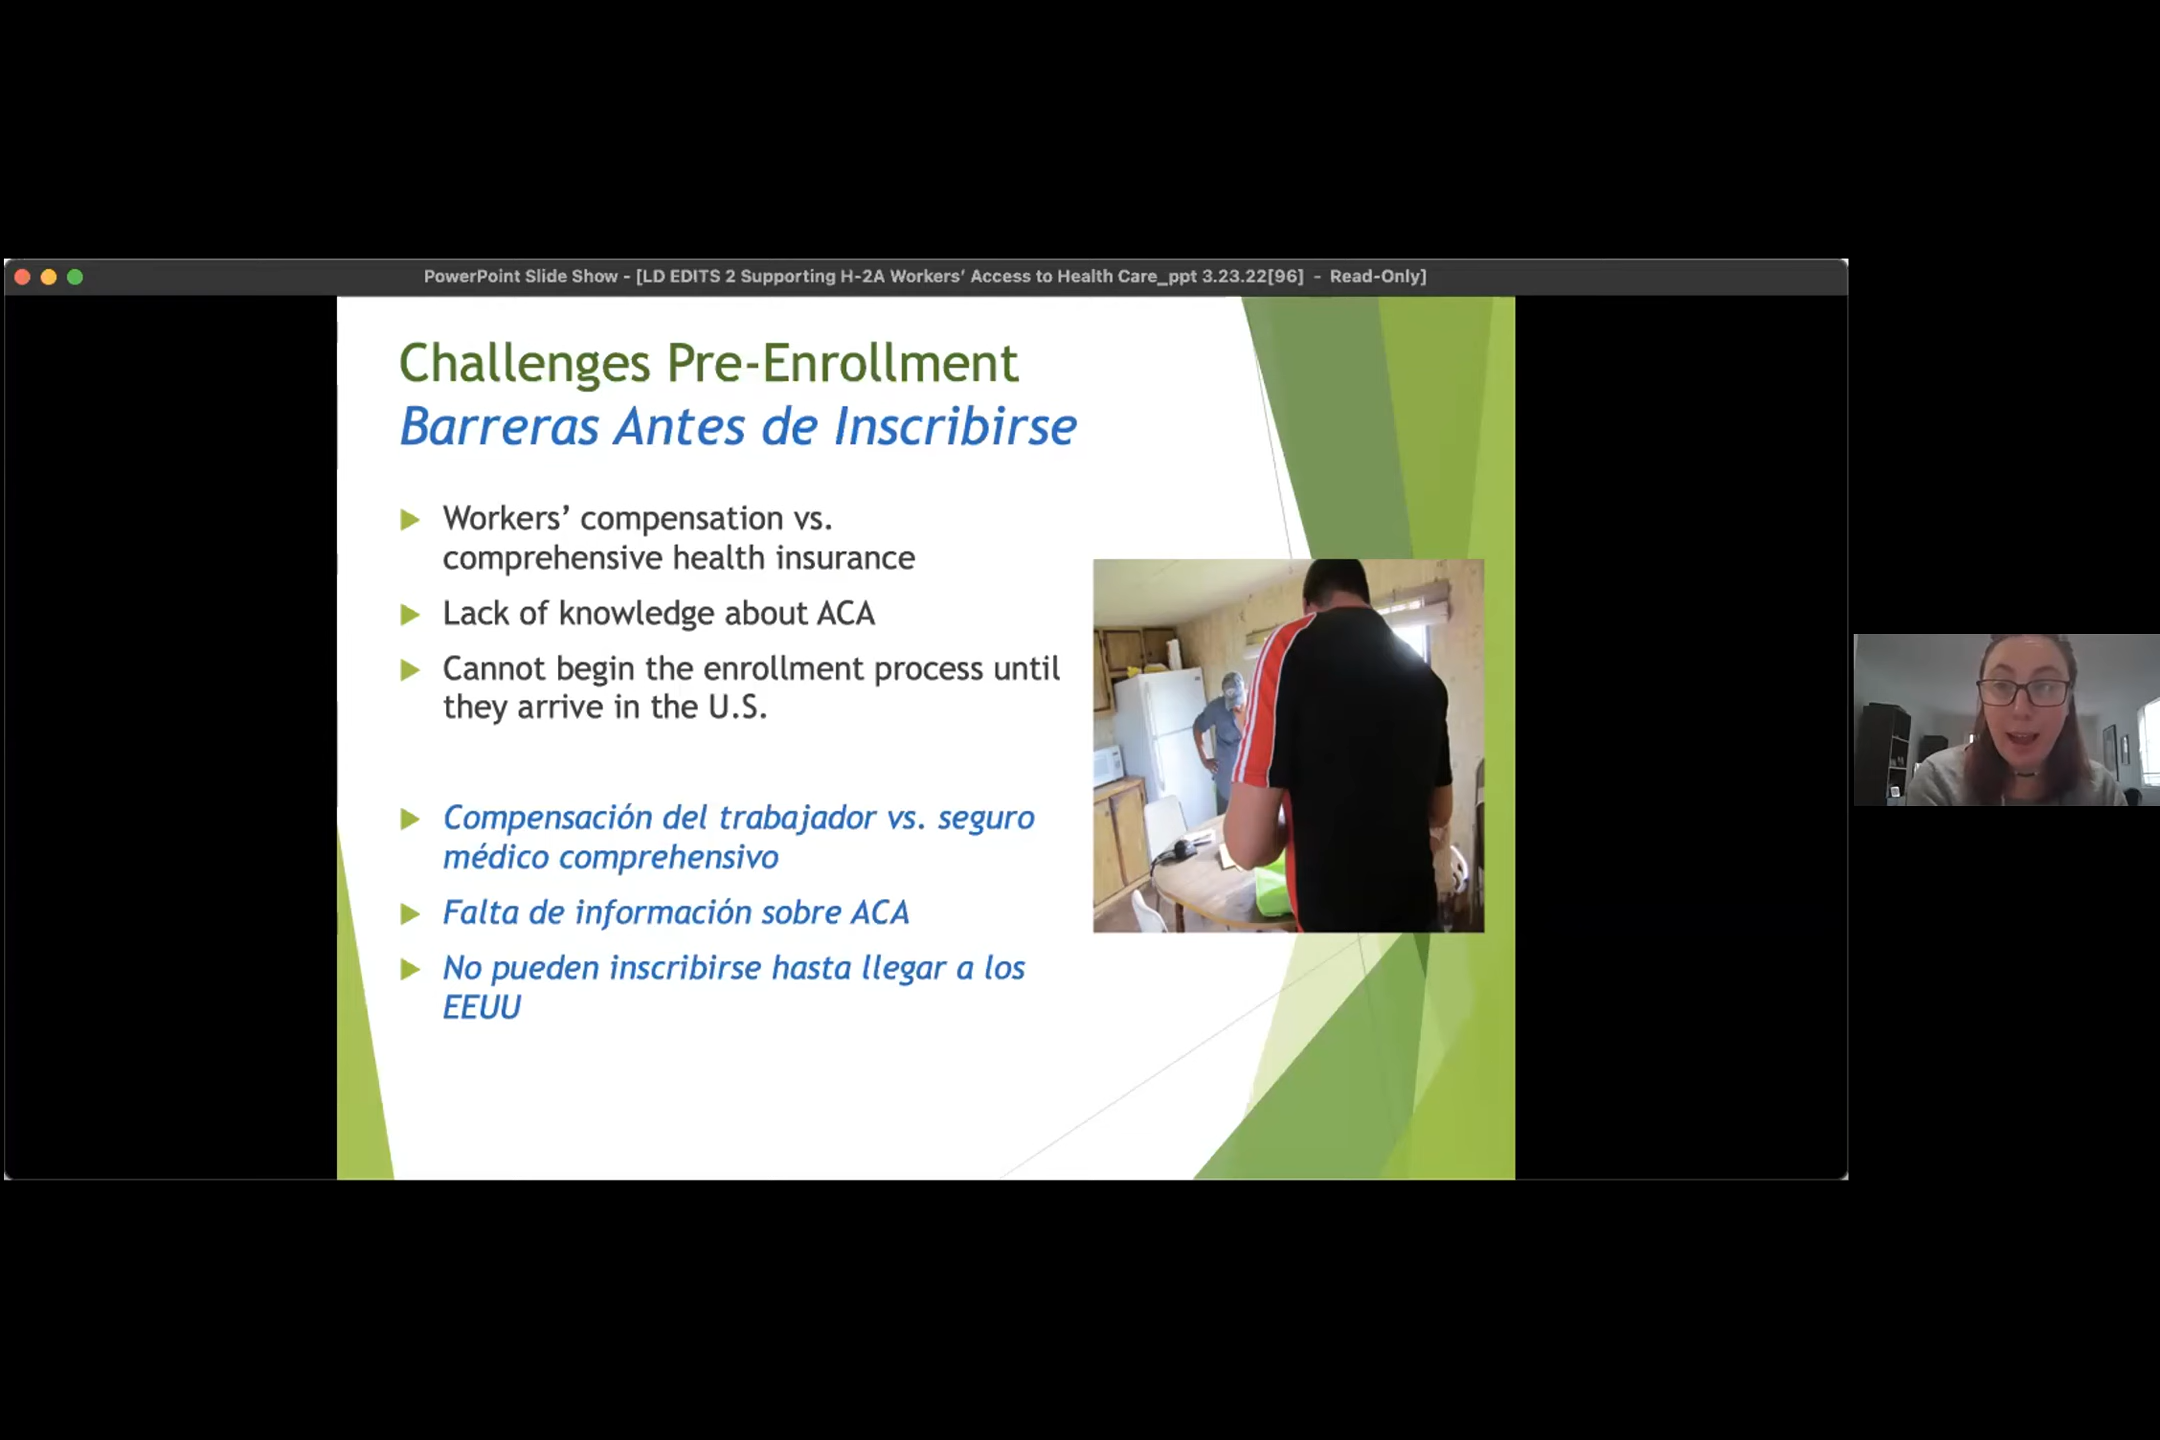 PowerPoint Slide Show - [LD EDITS 2 Supporting H-2A Workers' Access to Health Care_ppt 3.23.22[96] - Read-Only]
Challenges Pre-Enrollment
Barreras Antes de Inscribirse
Workers’ compensation vs.
comprehensive health insurance
Lack of knowledge about ACA
Cannot begin the enrollment process until
they arrive in the U.S.
Compensación del trabajador vs. seguro
médico comprehensivo
Falta de información sobre ACA
No pueden inscribirse hasta llegar a los
EEUU